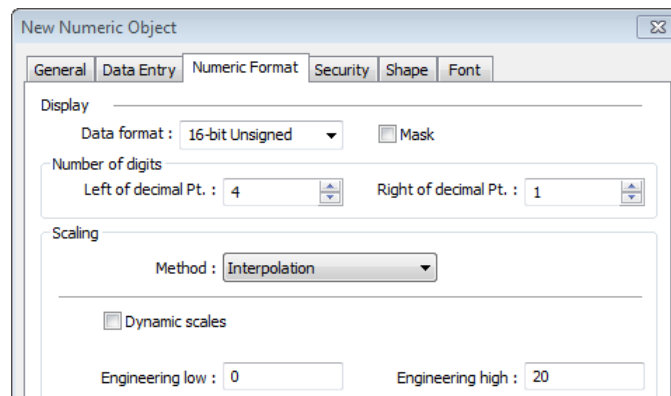 New Numeric Object
General Data Entry Numeric Format Security Shape Font
Display
Data format : 16-bit Unsigned Mask
Number of digits
Left of decimal Pt. : 4 Right of decimal Pt. : 1
Scaling
Method : Interpolation
Dynamic scales
Engineering low : 0 Engineering high : 20